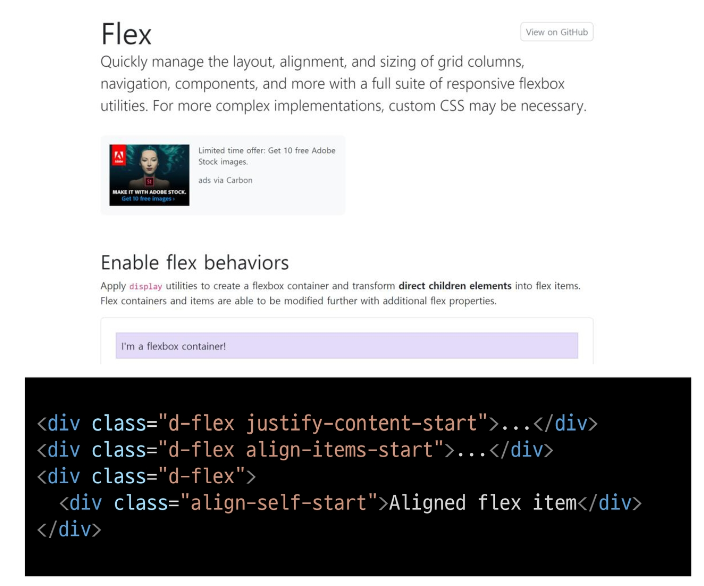 Flex
View on GitHub
Quickly manage the layout, alignment, and sizing of grid columns,
navigation, components, and more with a full suite of responsive flexbox
utilities. For more complex implementations, custom CSS may be necessary.
Limited time offer: Get 10 free Adobe
Stock images.
ads via Carbon
MAKE IT WITH ADOBE STOCK.
Get 10 free images ›
Enable flex behaviors
Apply display utilities to create a flexbox container and transform direct children elements into flex items.
Flex containers and items are able to be modified further with additional flex properties.
I'm a flexbox container!
<div class="d-flex justify-content-start">...</div>
<div class="d-flex align-items-start">...</div>
<div class="d-flex">
  <div class="align-self-start">Aligned flex item</div>
</div>